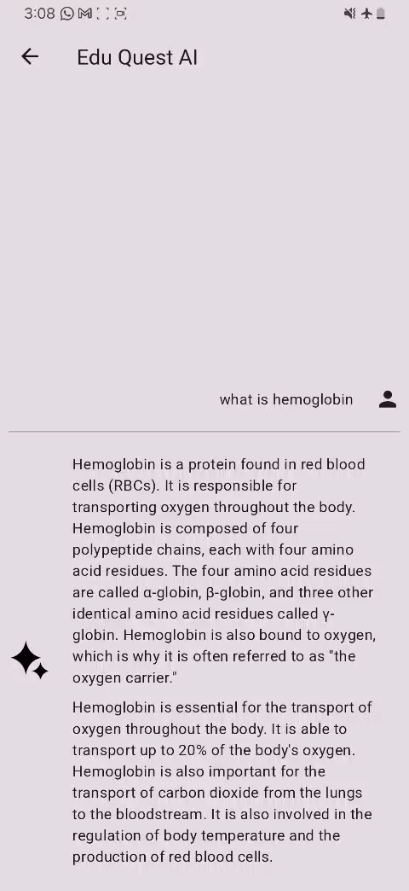 3:08
Edu Quest AI
what is hemoglobin
Hemoglobin is a protein found in red blood
cells (RBCs). It is responsible for
transporting oxygen throughout the body.
Hemoglobin is composed of four
polypeptide chains, each with four amino
acid residues. The four amino acid residues
are called α-globin, β-globin, and three other
identical amino acid residues called γ-
globin. Hemoglobin is also bound to oxygen,
which is why it is often referred to as "the
oxygen carrier."
Hemoglobin is essential for the transport of
oxygen throughout the body. It is able to
transport up to 20% of the body's oxygen.
Hemoglobin is also important for the
transport of carbon dioxide from the lungs
to the bloodstream. It is also involved in the
regulation of body temperature and the
production of red blood cells.